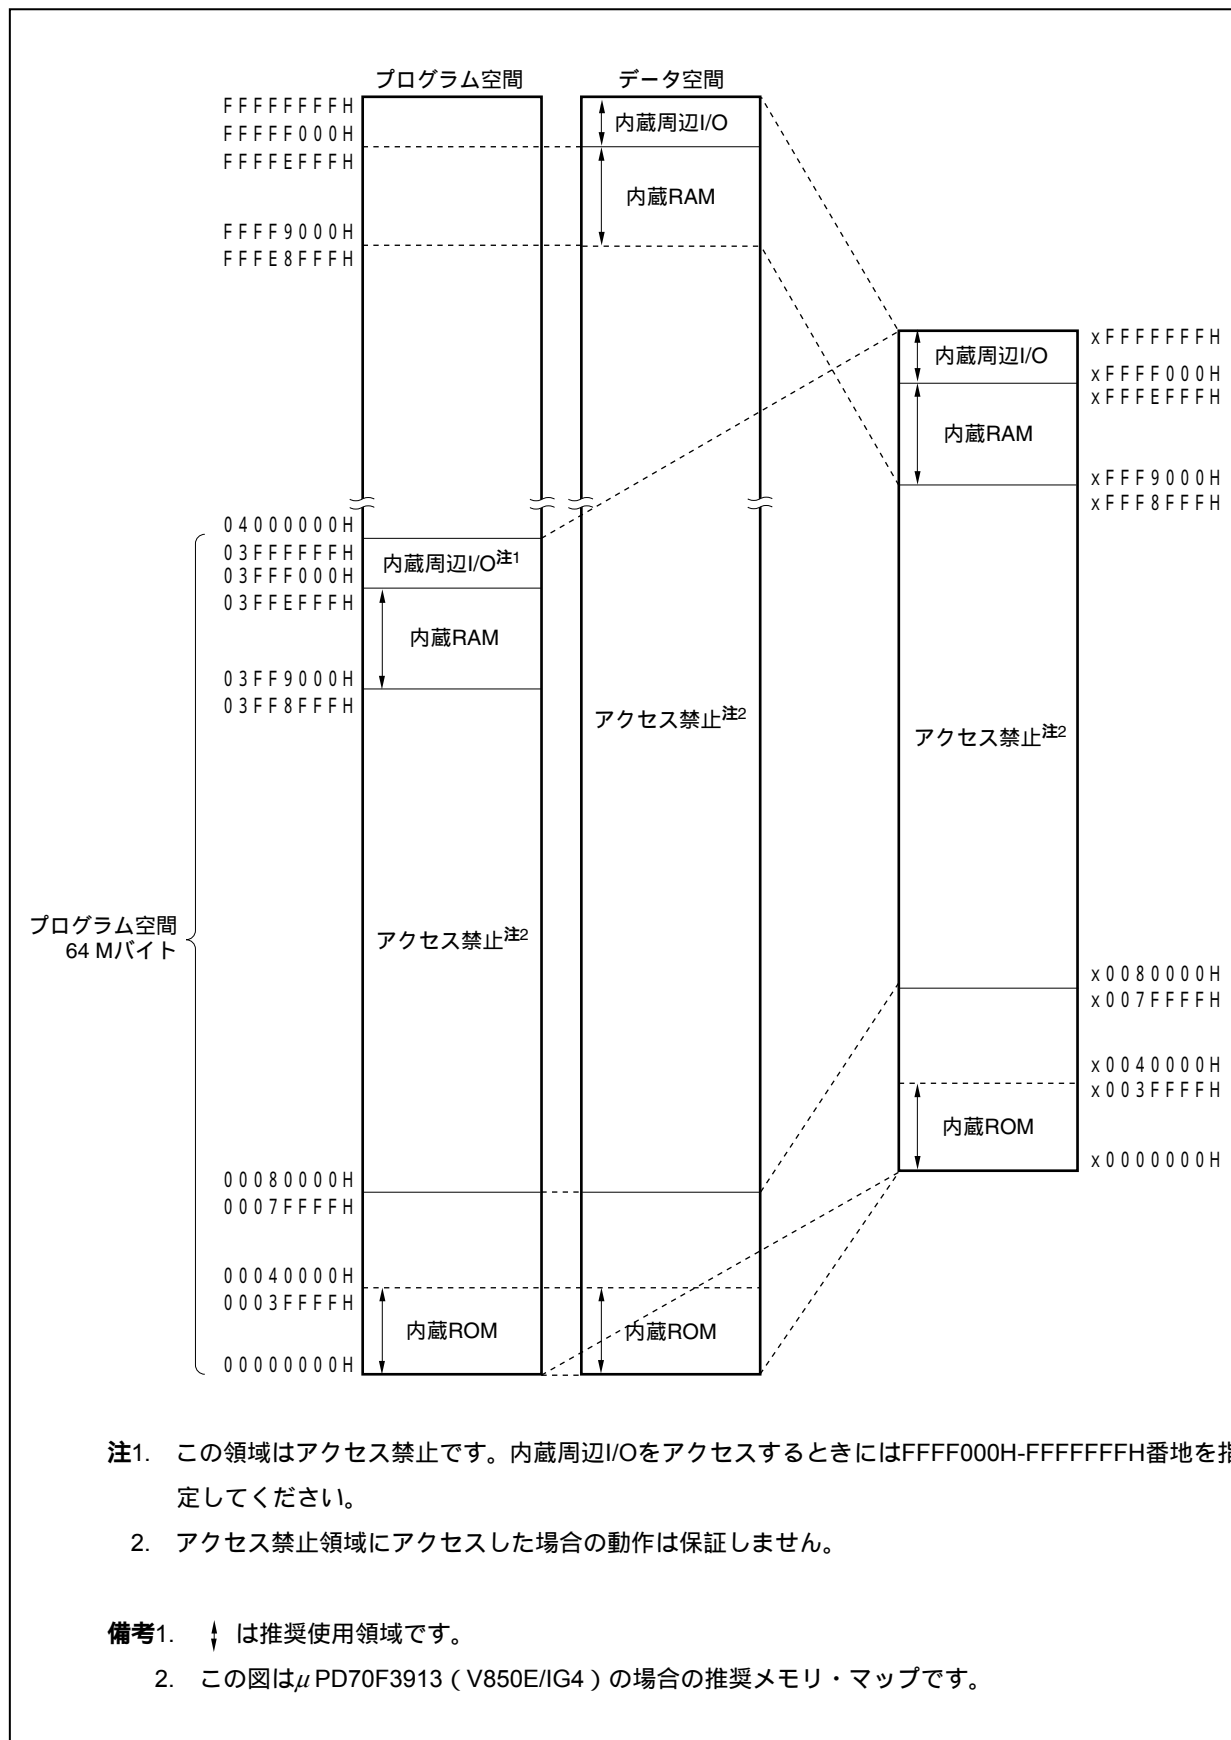 プログラム空間
データ空間
FFFFFFFFH
FFFFF000H
FFFFEFFFH
FFFF9000H
FFFE8FFFH
内蔵周辺I/O
内蔵RAM
04000000H
03FFFFFFH
03FFF000H
03FFEFFFH
03FF9000H
03FF8FFFH
内蔵周辺I/O注1
内蔵RAM
アクセス禁止注2
プログラム空間
64 Mバイト
アクセス禁止注2
00080000H
0007FFFFH
00040000H
0003FFFFH
00000000H
内蔵ROM
内蔵ROM
内蔵周辺I/O
内蔵RAM
アクセス禁止注2
内蔵ROM
xFFFFFFFH
xFFFF000H
xFFFEFFFH
xFFF9000H
xFFF8FFFH
x0080000H
x007FFFFH
x0040000H
x003FFFFH
x0000000H
注1. この領域はアクセス禁止です。内蔵周辺I/OをアクセスするときにはFFFF000H-FFFFFFFH番地を指
定してください。
2. アクセス禁止領域にアクセスした場合の動作は保証しません。
備考1. ↕ は推奨使用領域です。
2. この図はμPD70F3913（V850E/IG4）の場合の推奨メモリ・マップです。